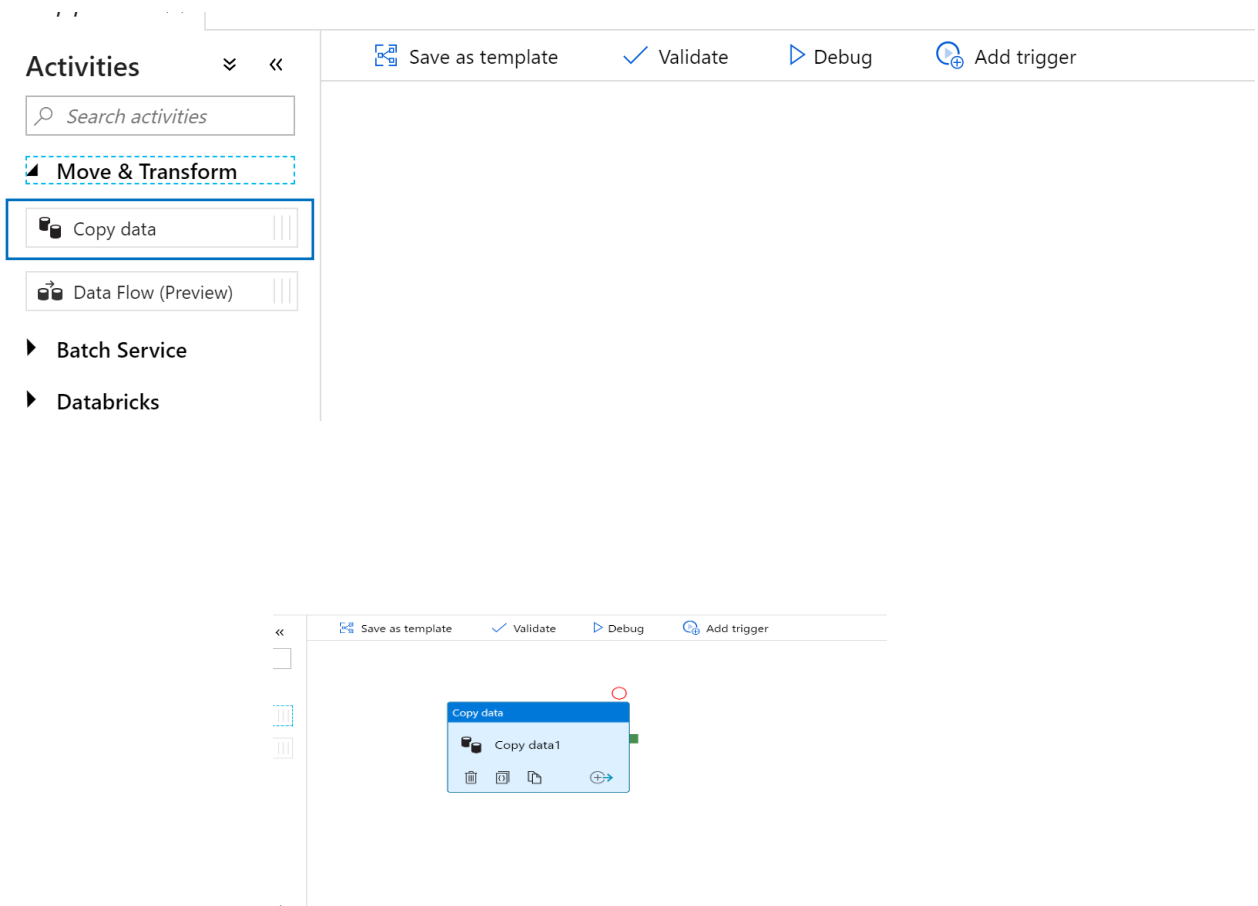 Activities
Save as template Validate Debug Add trigger
Search activities
Move & Transform
Copy data
Data Flow (Preview)
Batch Service
Databricks
Save as template Validate Debug Add trigger
Copy data
Copy data1